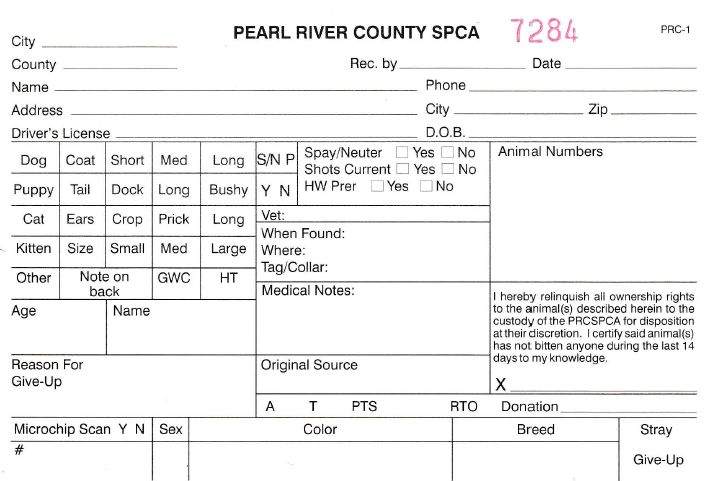 PEARL RIVER COUNTY SPCA 7284 PRC-1
City
County Rec. by Date
Name Phone
Address City Zip
Driver's License D.O.B.
Dog Coat Short Med Long S/N P
Puppy Tail Dock Long Bushy Y N
Cat Ears Crop Prick Long
Kitten Size Small Med Large
Other Note on back GWC HT
Spay/Neuter Yes No
Shots Current Yes No
HW Prer Yes No
Animal Numbers
Vet:
When Found:
Where:
Tag/Collar:
Age Name
Medical Notes:
I hereby relinquish all ownership rights
to the animal(s) described herein to the
custody of the PRCSPCA for disposition
at their discretion. I certify said animal(s)
has not bitten anyone during the last 14
days to my knowledge.
X
Reason For
Give-Up
Original Source
A T PTS RTO Donation
Microchip Scan Y N Sex Color Breed Stray
# Give-Up